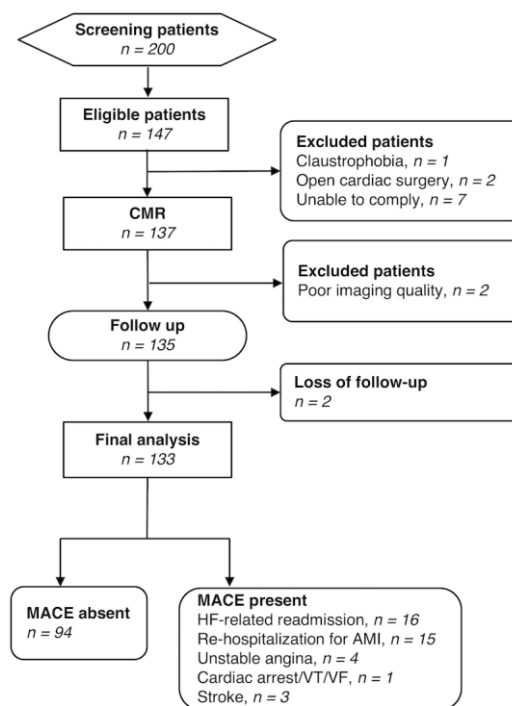 Screening patients
n = 200
Eligible patients
n = 147
Excluded patients
Claustrophobia, n = 1
Open cardiac surgery, n = 2
Unable to comply, n = 7
CMR
n = 137
Excluded patients
Poor imaging quality, n = 2
Follow up
n = 135
Loss of follow-up
n = 2
Final analysis
n = 133
MACE absent
n = 94
MACE present
HF-related readmission, n = 16
Re-hospitalization for AMI, n = 15
Unstable angina, n = 4
Cardiac arrest/VT/VF, n = 1
Stroke, n = 3